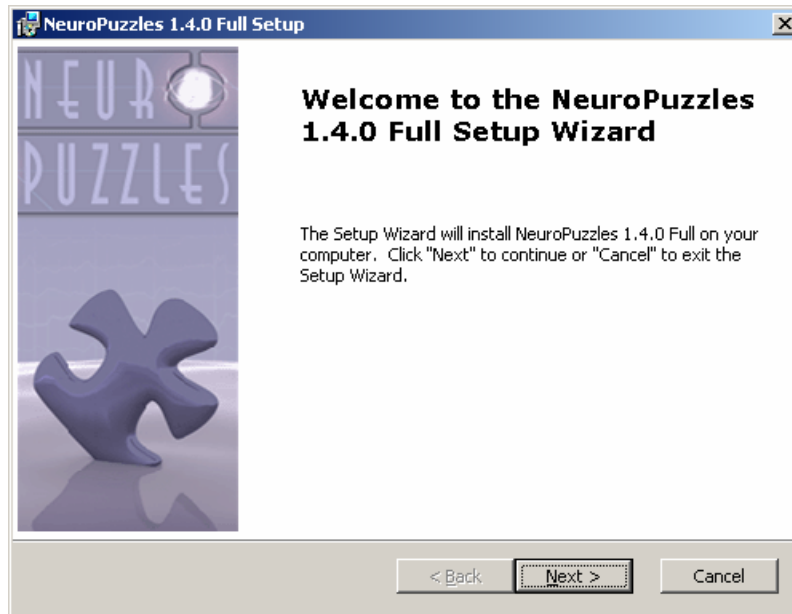 NeuroPuzzles 1.4.0 Full Setup
NEURO
PUZZLES
Welcome to the NeuroPuzzles
1.4.0 Full Setup Wizard
The Setup Wizard will install NeuroPuzzles 1.4.0 Full on your
computer.  Click "Next" to continue or "Cancel" to exit the
Setup Wizard.
< Back
Next >
Cancel